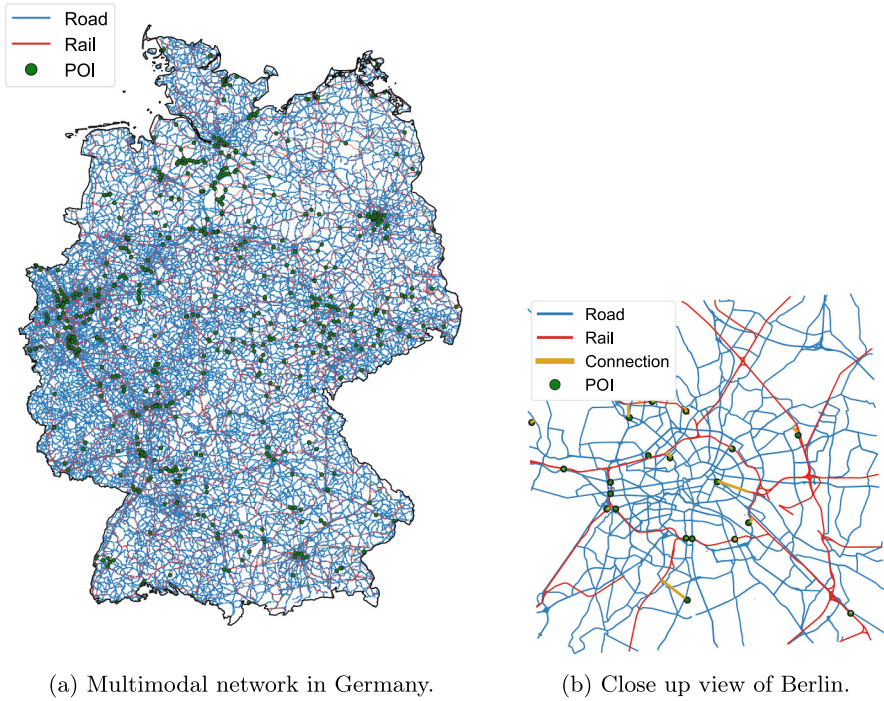 Road
Rail
POI
Road
Rail
Connection
POI
(a) Multimodal network in Germany.
(b) Close up view of Berlin.